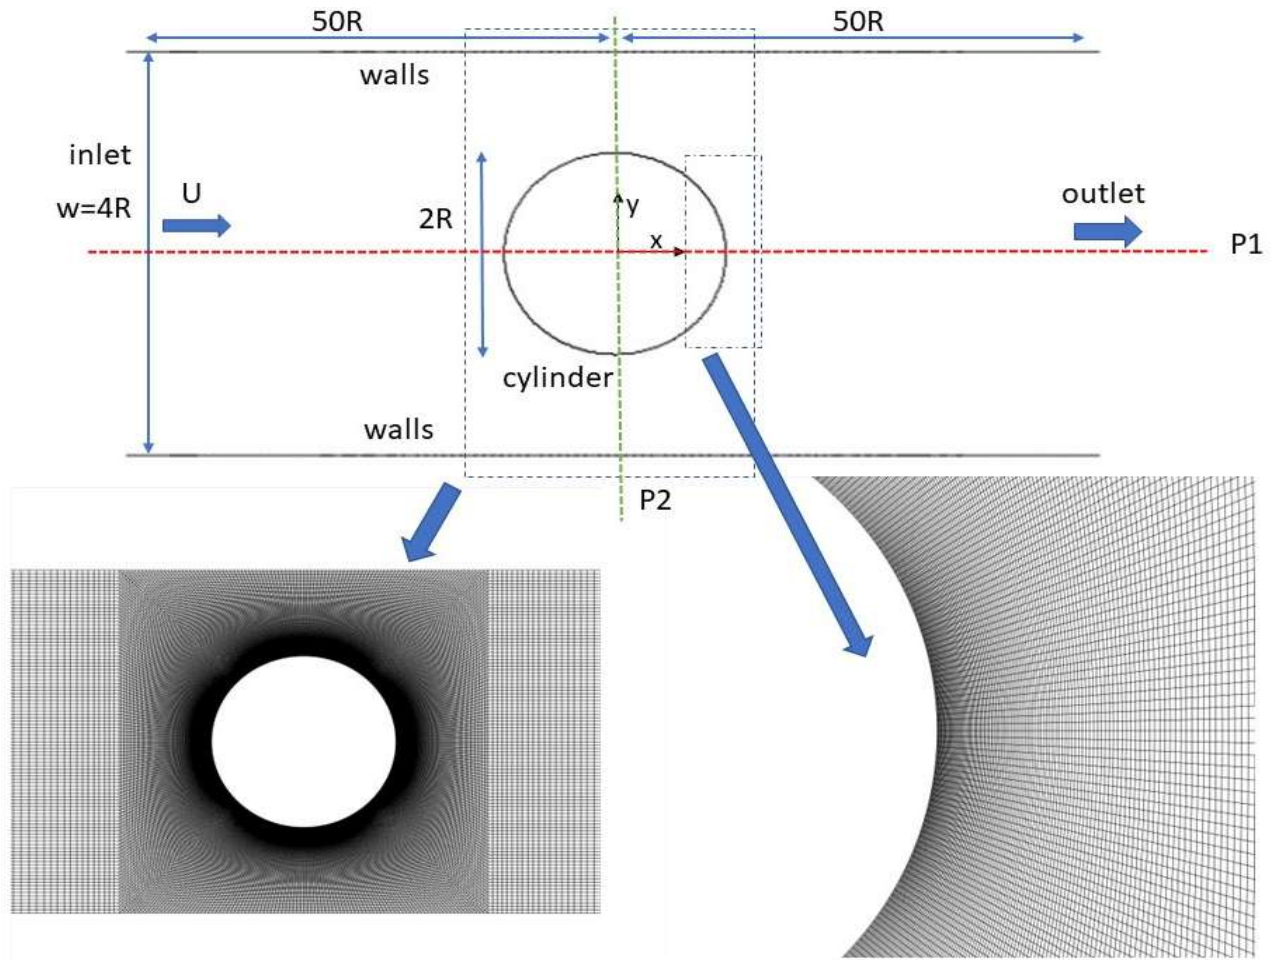 50R
50R
walls
inlet
w=4R
U
2R
y
x
outlet
P1
cylinder
walls
P2